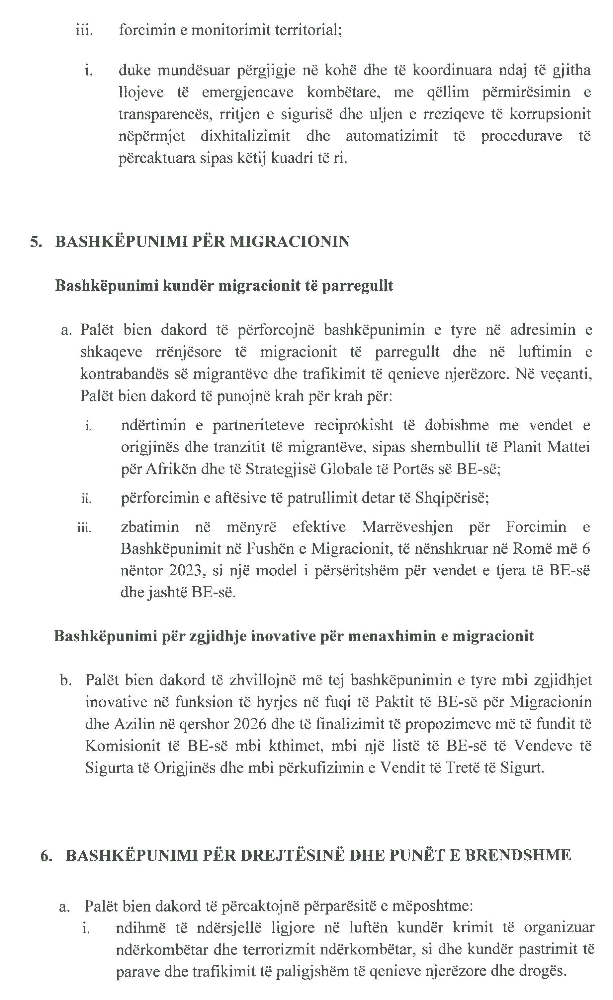 iii. forcimin e monitorimit territorial;
i. duke mundësuar përgjigje në kohë dhe të koordinuara ndaj të gjitha
llojeve të emergjencave kombëtare, me qëllim përmirësimin e
transparencës, rritjen e sigurisë dhe uljen e rreziqeve të korrupsionit
nëpërmjet dixhitalizimit dhe automatizimit të procedurave të
përcaktuara sipas këtij kuadri të ri.
5. BASHKËPUNIMI PËR MIGRACIONIN
Bashkëpunimi kundër migracionit të parregullt
a. Palët bien dakord të përforcojnë bashkëpunimin e tyre në adresimin e
shkaqeve rrënjësore të migracionit të parregullt dhe në luftimin e
kontrabandës së migrantëve dhe trafikimit të qenieve njerëzore. Në veçanti,
Palët bien dakord të punojnë krah për krah për:
i. ndërtimin e partneriteteve reciprokisht të dobishme me vendet e
origjinës dhe tranzitit të migrantëve, sipas shembullit të Planit Mattei
për Afrikën dhe të Strategjisë Globale të Portës së BE-së;
ii. përforcimin e aftësive të patrullimit detar të Shqipërisë;
iii. zbatimin në mënyrë efektive Marrëveshjen për Forcimin e
Bashkëpunimit në Fushën e Migracionit, të nënshkruar në Romë më 6
nëntor 2023, si një model i përsëritshëm për vendet e tjera të BE-së
dhe jashtë BE-së.
Bashkëpunimi për zgjidhje inovative për menaxhimin e migracionit
b. Palët bien dakord të zhvillojnë më tej bashkëpunimin e tyre mbi zgjidhjet
inovative në funksion të hyrjes në fuqi të Paktit të BE-së për Migracionin
dhe Azilin në qershor 2026 dhe të finalizimit të propozimeve më të fundit të
Komisionit të BE-së mbi kthimet, mbi një listë të BE-së të Vendeve të
Sigurta të Origjinës dhe mbi përkufizimin e Vendit të Tretë të Sigurt.
6. BASHKËPUNIMI PËR DREJTËSINË DHE PUNËT E BRENDSHME
a. Palët bien dakord të përcaktojnë përparësitë e mëposhtme:
i. ndihmë të ndërsjellë ligjore në luftën kundër krimit të organizuar
ndërkombëtar dhe terrorizmit ndërkombëtar, si dhe kundër pastrimit të
parave dhe trafikimit të paligjshëm të qenieve njerëzore dhe drogës.